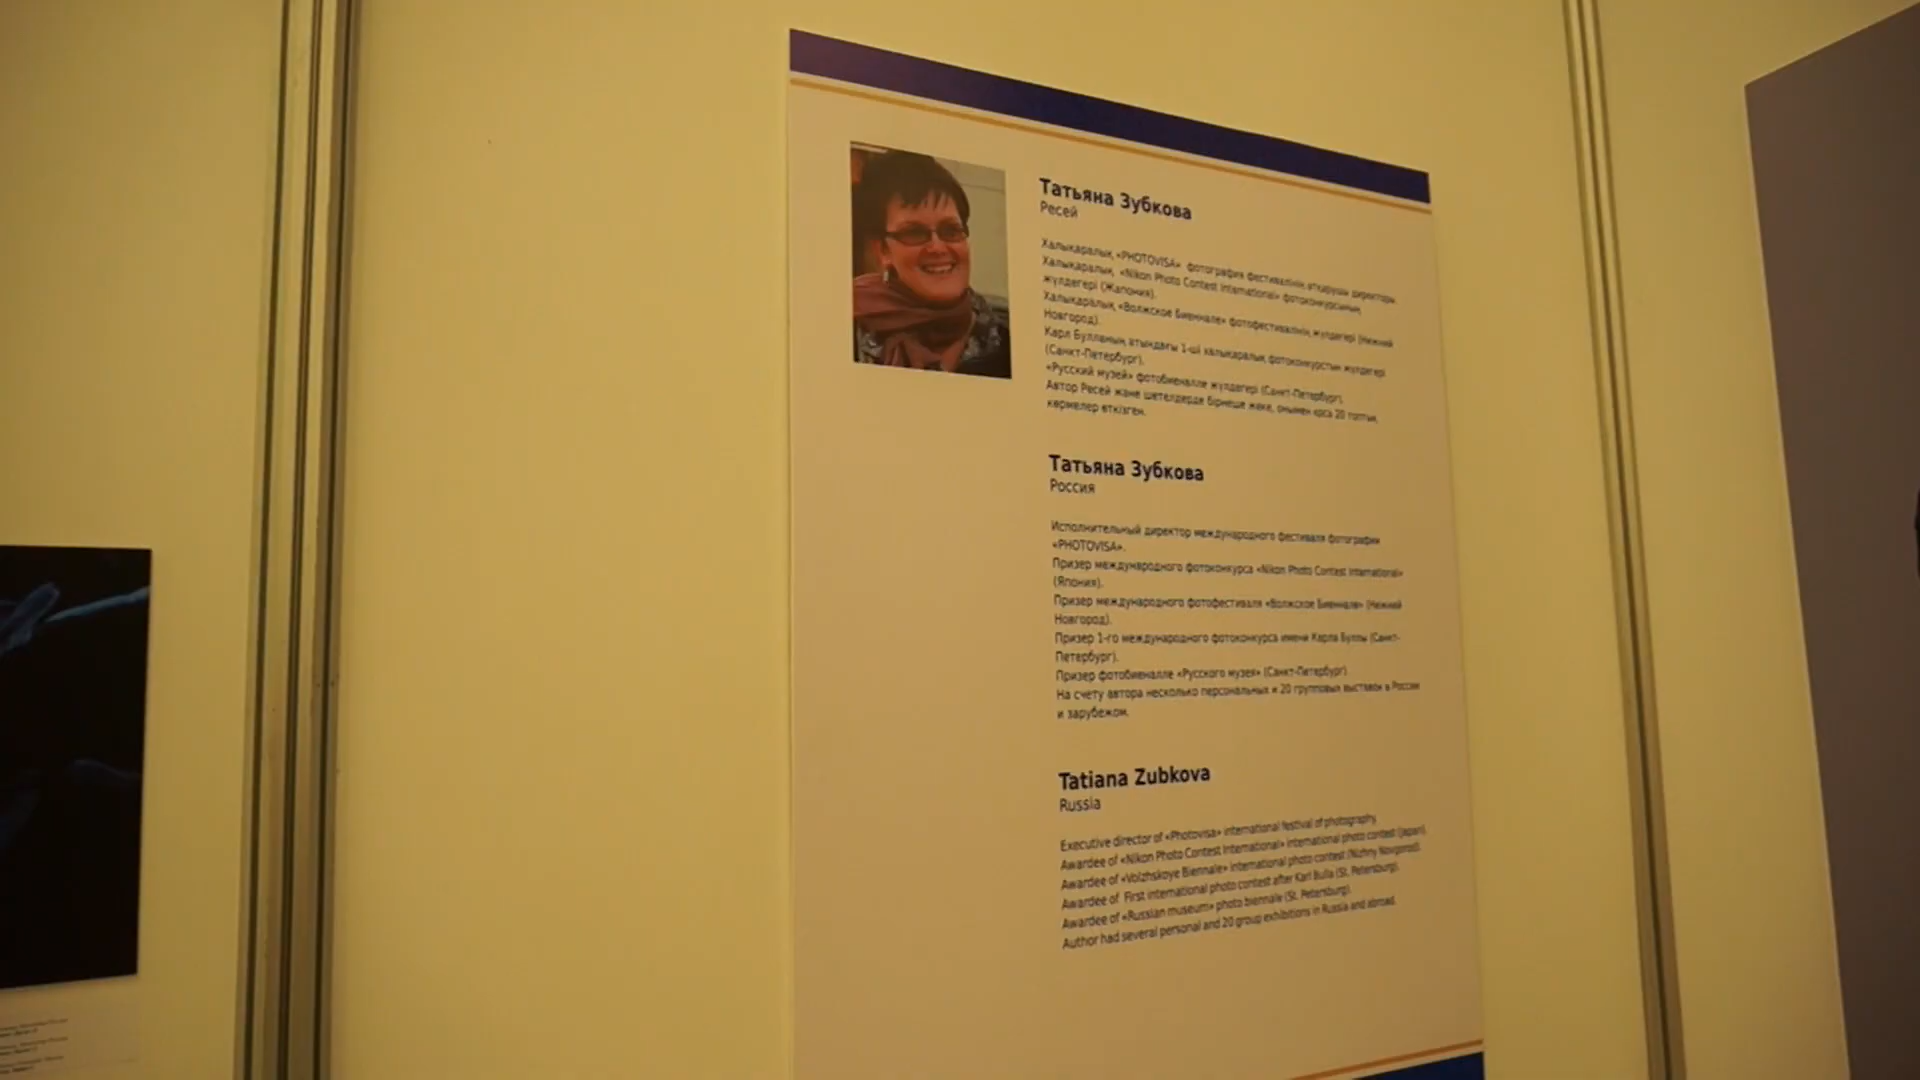 Татьяна Зубкова
Ресей
Халықаралық «PHOTOVISA» фотография фестивалінің атқарушы директоры.
Халықаралық «Nikon Photo Contest International» фотоконкурсының
жүлдегері (Жапония).
Халықаралық «Волжское Биеннале» фотофестивалінің жүлдегері (Нижний
Новгород).
Карл Булланың атындағы 1-ші халықаралық фотоконкурстың жүлдегері
(Санкт-Петербург).
«Русский музей» фотобиеналле жүлдегері (Санкт-Петербург).
Автор Ресей және шетелдерде бірнеше жеке, онымен қоса 20 топтық
көрмелер өткізген.
Татьяна Зубкова
Россия
Исполнительный директор международного фестиваля фотографии
«PHOTOVISA».
Призер международного фотоконкурса «Nikon Photo Contest International»
(Япония).
Призер международного фотофестиваля «Волжское Биеннале» (Нижний
Новгород).
Призер 1-го международного фотоконкурса имени Карла Буллы (Санкт-
Петербург).
Призер фотобиеналле «Русского музея» (Санкт-Петербург)
На счету автора несколько персональных и 20 групповых выставок в России
и зарубежом.
Tatiana Zubkova
Russia
Executive director of «Photovisa» international festival of photography.
Awardee of «Nikon Photo Contest International» international photo contest (Japan).
Awardee of «Volzhskoye Biennale» international photo contest (Nizhny Novgorod).
Awardee of First international photo contest after Karl Bulla (St. Petersburg).
Awardee of «Russian museum» photo biennale (St. Petersburg).
Author had several personal and 20 group exhibitions in Russia and abroad.